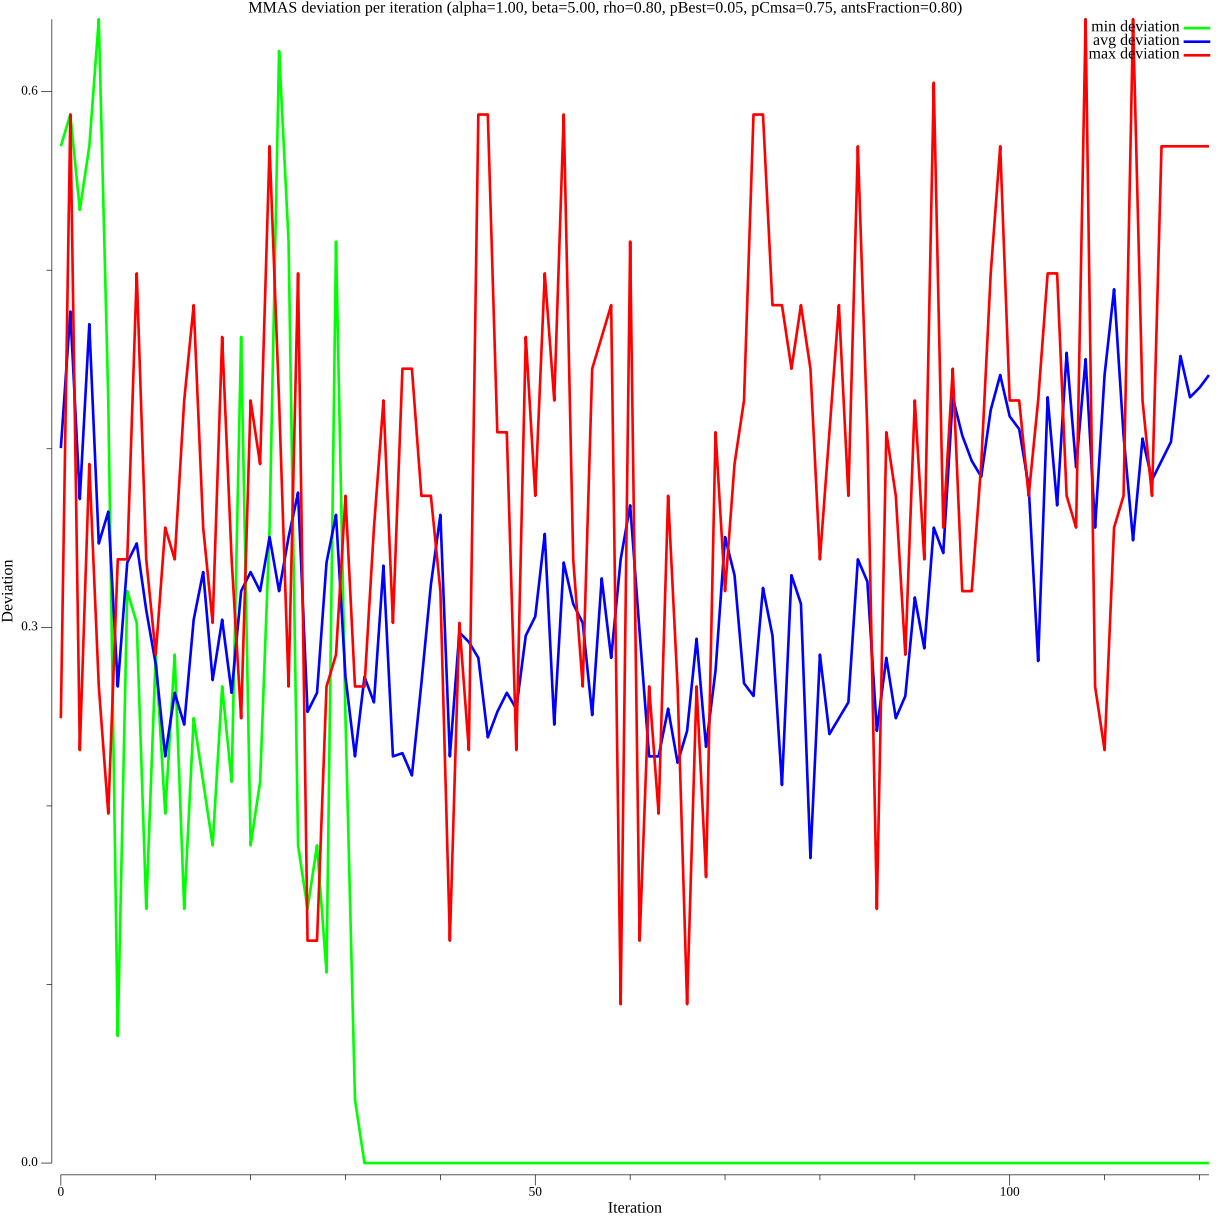 MMAS deviation per iteration (alpha=1.00, beta=5.00, rho=0.80, pBest=0.05, pCmsa=0.75, antsFraction=0.80)
min deviation
avg deviation
max deviation
0.6
0.3
0.0
Deviation
0 50 100
Iteration